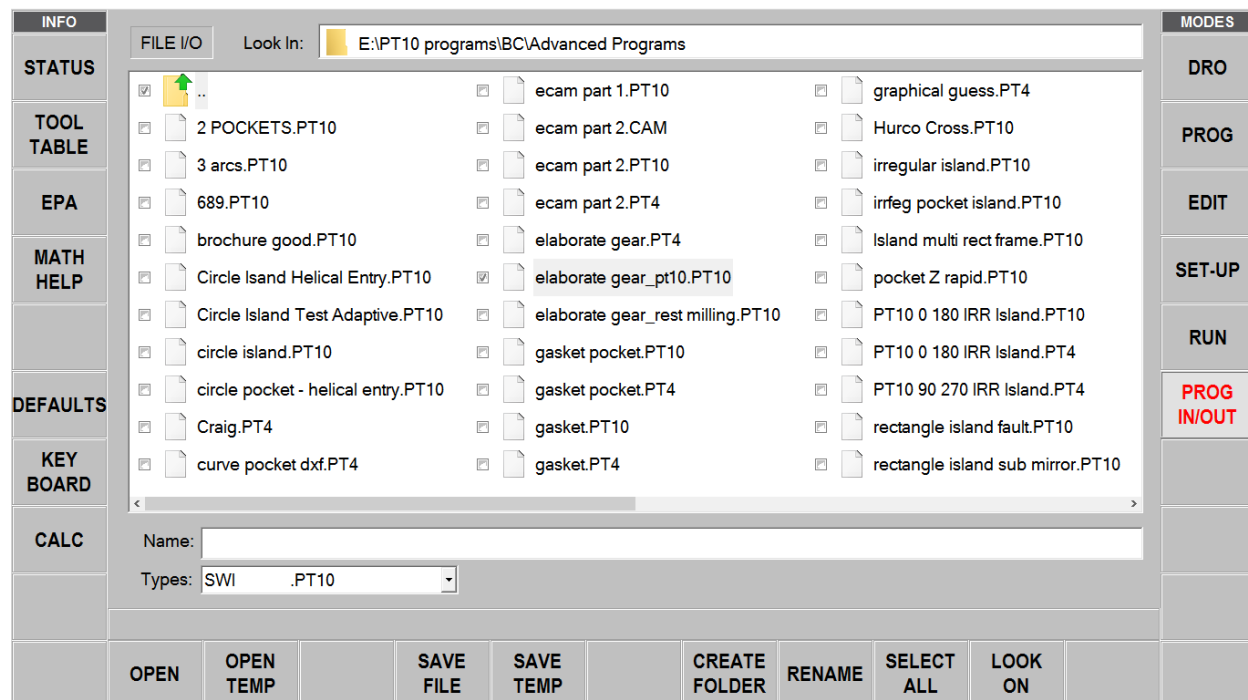 INFO
STATUS
TOOL
TABLE
EPA
MATH
HELP
DEFAULTS
KEY
BOARD
CALC
FILE I/O
Look In:
E:\PT10 programs\BC\Advanced Programs
..
2 POCKETS.PT10
3 arcs.PT10
689.PT10
brochure good.PT10
Circle Isand Helical Entry.PT10
Circle Island Test Adaptive.PT10
circle island.PT10
circle pocket - helical entry.PT10
Craig.PT4
curve pocket dxf.PT4
ecam part 1.PT10
ecam part 2.CAM
ecam part 2.PT10
ecam part 2.PT4
elaborate gear.PT4
elaborate gear_pt10.PT10
elaborate gear_rest milling.PT10
gasket pocket.PT10
gasket pocket.PT4
gasket.PT10
gasket.PT4
graphical guess.PT4
Hurco Cross.PT10
irregular island.PT10
irrfeg pocket island.PT10
Island multi rect frame.PT10
pocket Z rapid.PT10
PT10 0 180 IRR Island.PT10
PT10 0 180 IRR Island.PT4
PT10 90 270 IRR Island.PT4
rectangle island fault.PT10
rectangle island sub mirror.PT10
Name:
Types: SWI .PT10
OPEN
OPEN
TEMP
SAVE
FILE
SAVE
TEMP
CREATE
FOLDER
RENAME
SELECT
ALL
LOOK
ON
MODES
DRO
PROG
EDIT
SET-UP
RUN
PROG
IN/OUT